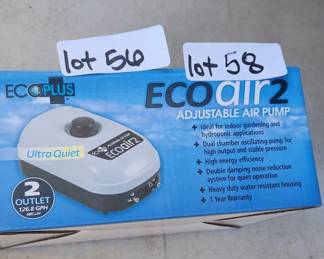 lot 56
lot 58
ECOPLUS
ECOair2
ADJUSTABLE AIR PUMP
Ideal for indoor gardening and
hydroponic applications
Dual chamber oscillating pump for
high output and stable pressure
High energy efficiency
Double damping noise reduction
system for quiet operation
Heavy duty water resistant housing
1 Year Warranty
Ultra Quiet
ECOair2
2
OUTLET
126.8 GPH